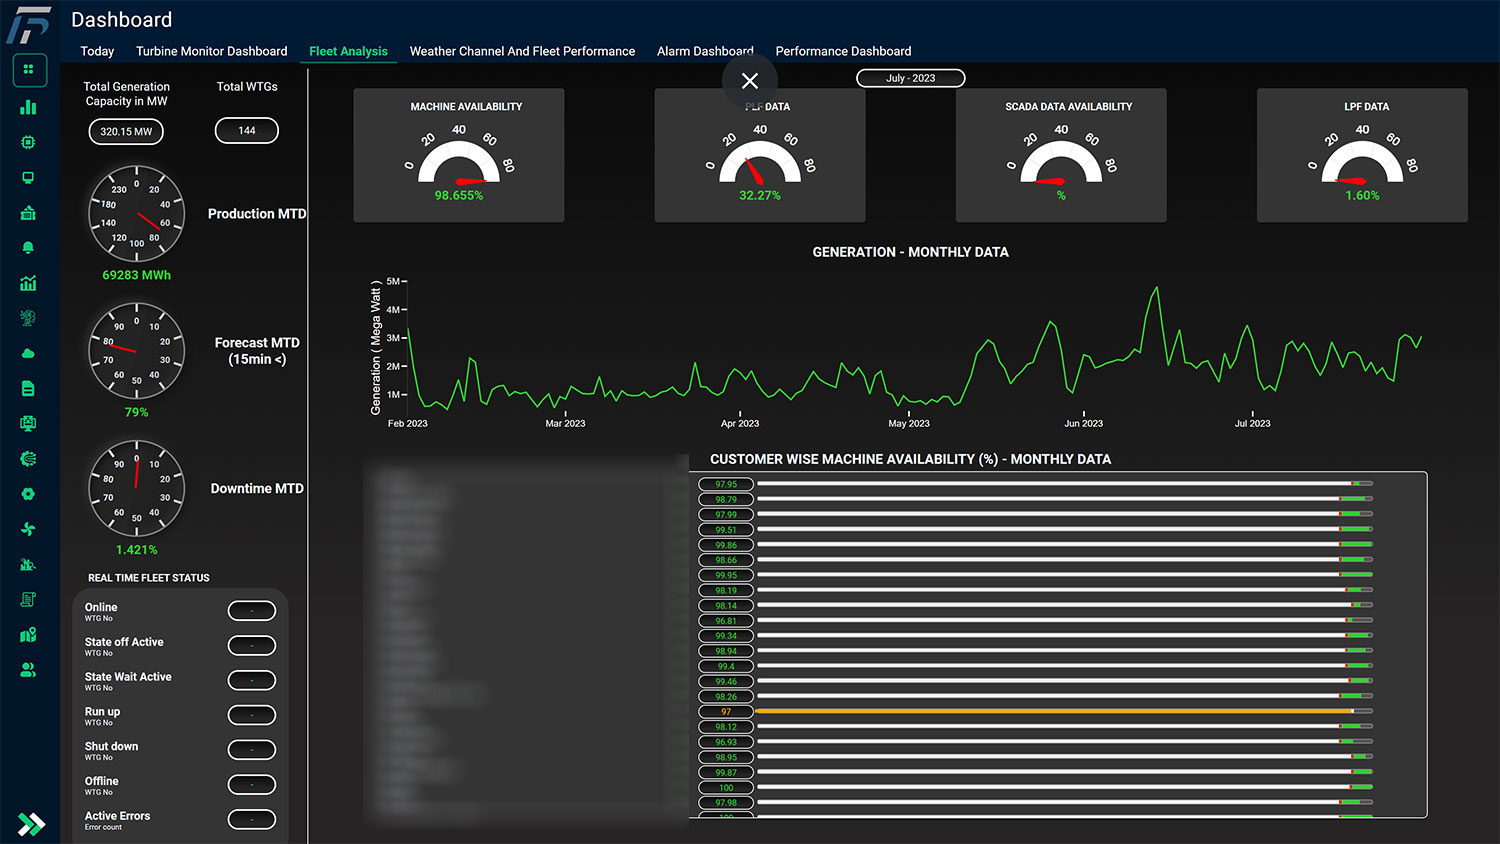 Dashboard
Today Turbine Monitor Dashboard Fleet Analysis Weather Channel And Fleet Performance Alarm Dashboard Performance Dashboard
Total Generation
Capacity in MW
320.15 MW
Total WTGs
144
0 20 40 60 80 100 120 140 180 230
Production MTD
69283 MWh
0 10 20 30 40 50 60 70 80 90
Forecast MTD
(15min <)
79%
0 10 20 30 40 50 60 70 80 90
Downtime MTD
1.421%
REAL TIME FLEET STATUS
Online
WTG No
-
State off Active
WTG No
-
State Wait Active
WTG No
-
Run up
WTG No
-
Shut down
WTG No
-
Offline
WTG No
-
Active Errors
Error count
-
July - 2023
MACHINE AVAILABILITY
0 20 40 60 80
98.655%
PLF DATA
0 20 40 60 80
32.27%
SCADA DATA AVAILABILITY
0 20 40 60 80
%
LPF DATA
0 20 40 60 80
1.60%
GENERATION - MONTHLY DATA
Generation ( Mega Watt )
5M
4M
3M
2M
1M
Feb 2023 Mar 2023 Apr 2023 May 2023 Jun 2023 Jul 2023
CUSTOMER WISE MACHINE AVAILABILITY (%) - MONTHLY DATA
97.95
98.79
97.99
99.51
99.86
98.66
99.95
98.19
98.14
96.81
99.34
98.94
99.4
99.46
98.26
97
98.12
96.93
98.95
99.87
100
97.98
100